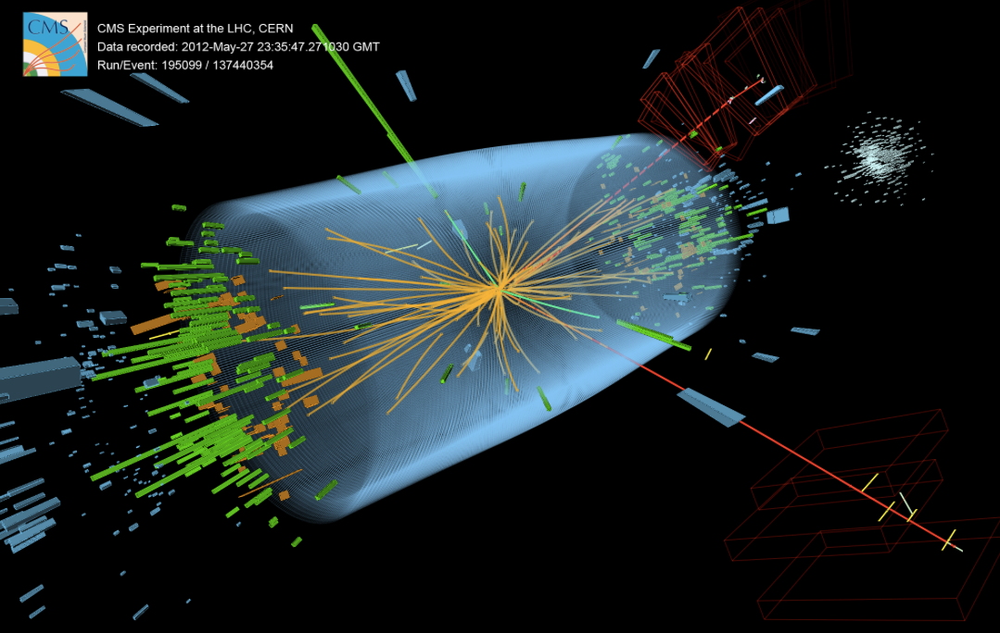 CMS
CMS Experiment at the LHC, CERN
Data recorded: 2012-May-27 23:35:47.271030 GMT
Run/Event: 195099 / 137440354